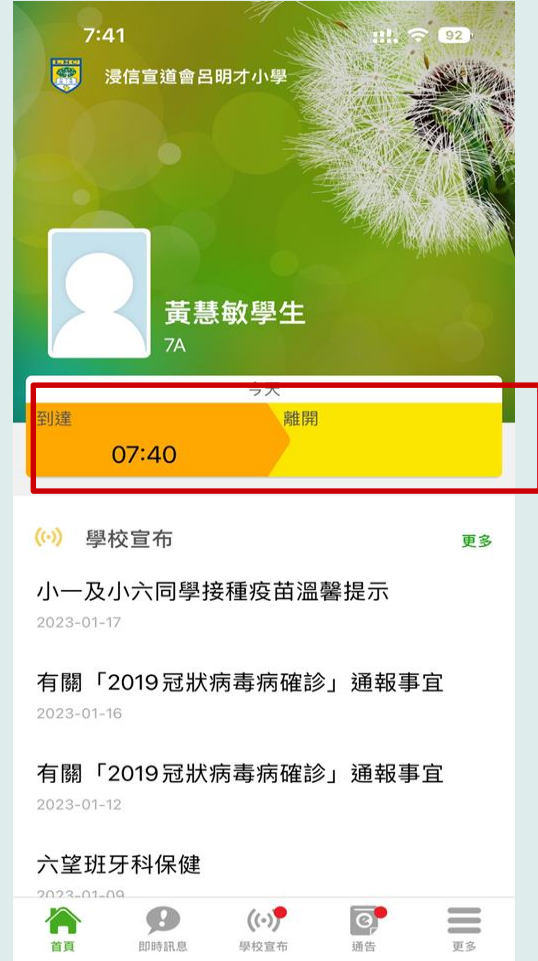 7:41
92
浸信宣道會呂明才小學
黃慧敏學生
7A
今天
到達
離開
07:40
學校宣布
更多
小一及小六同學接種疫苗溫馨提示
2023-01-17
有關「2019冠狀病毒病確診」通報事宜
2023-01-16
有關「2019冠狀病毒病確診」通報事宜
2023-01-12
六望班牙科保健
2023-01-09
首頁
即時訊息
學校宣布
通告
更多